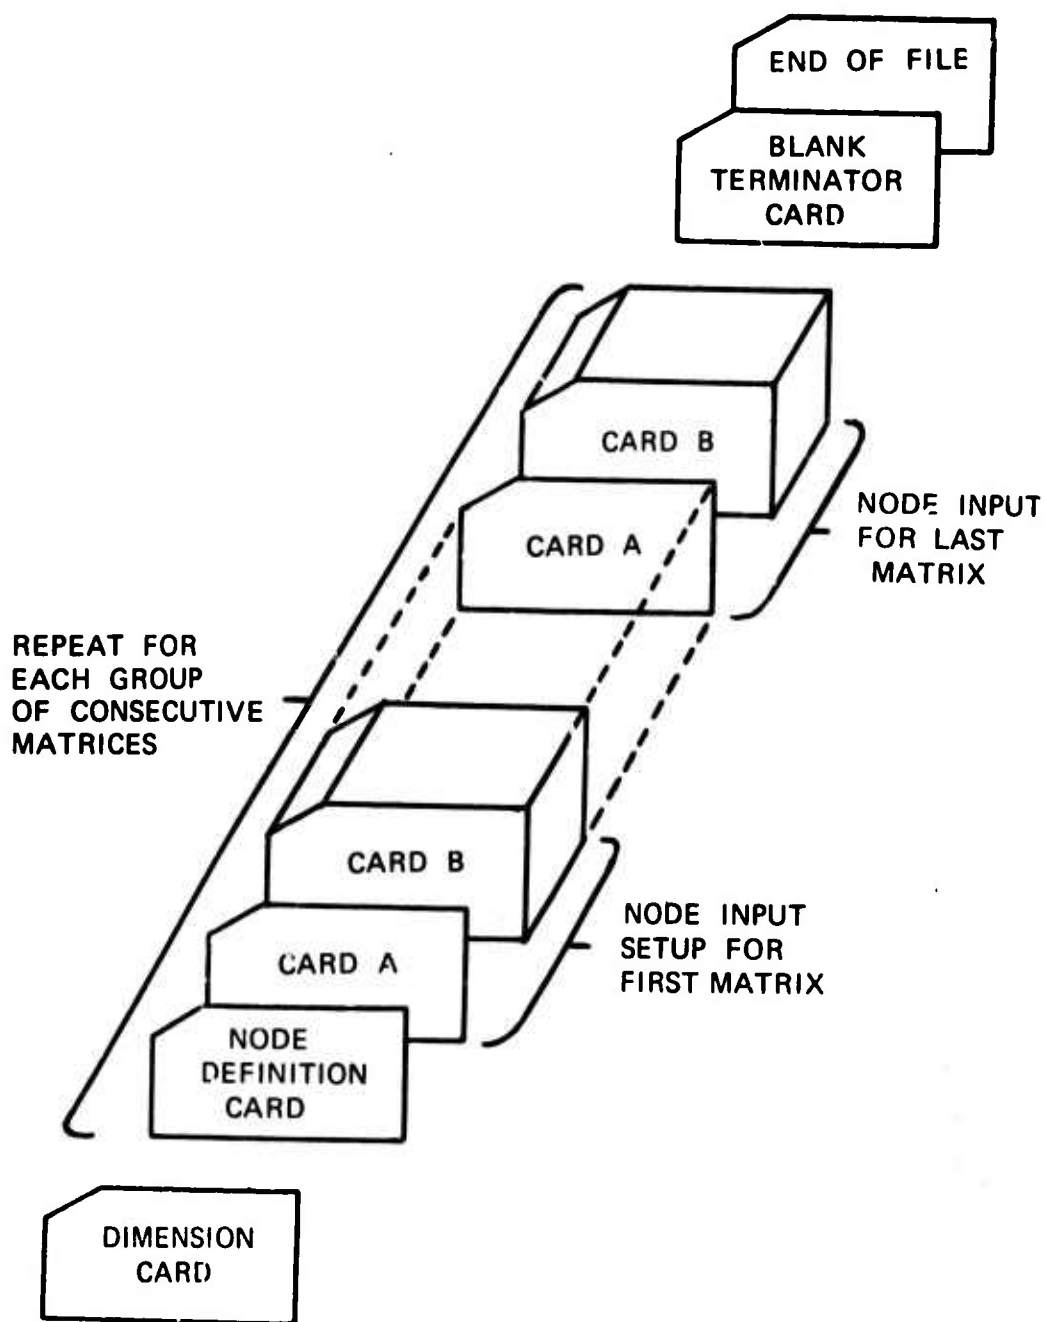 END OF FILE
BLANK
TERMINATOR
CARD
CARD B
CARD A
NODE INPUT
FOR LAST
MATRIX
REPEAT FOR
EACH GROUP
OF CONSECUTIVE
MATRICES
CARD B
CARD A
NODE INPUT
SETUP FOR
FIRST MATRIX
NODE
DEFINITION
CARD
DIMENSION
CARD